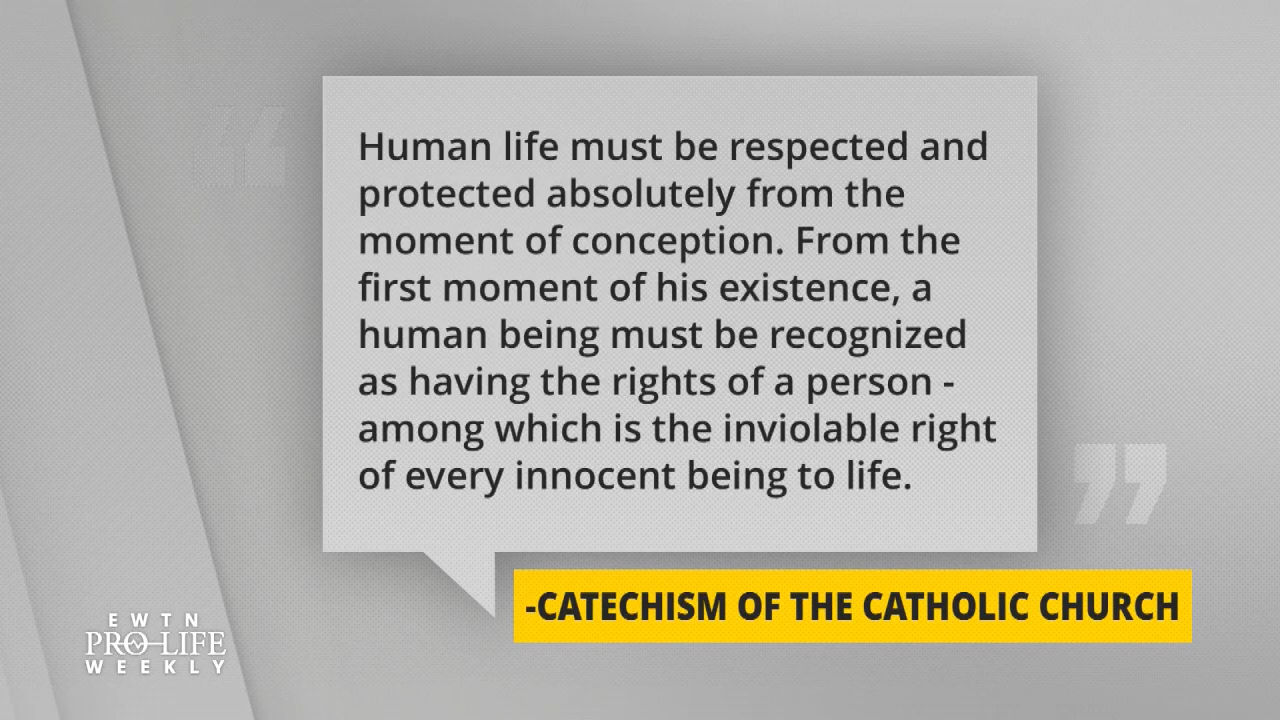 Human life must be respected and
protected absolutely from the
moment of conception. From the
first moment of his existence, a
human being must be recognized
as having the rights of a person -
among which is the inviolable right
of every innocent being to life.
-CATECHISM OF THE CATHOLIC CHURCH
EWTN
PRO-LIFE
WEEKLY